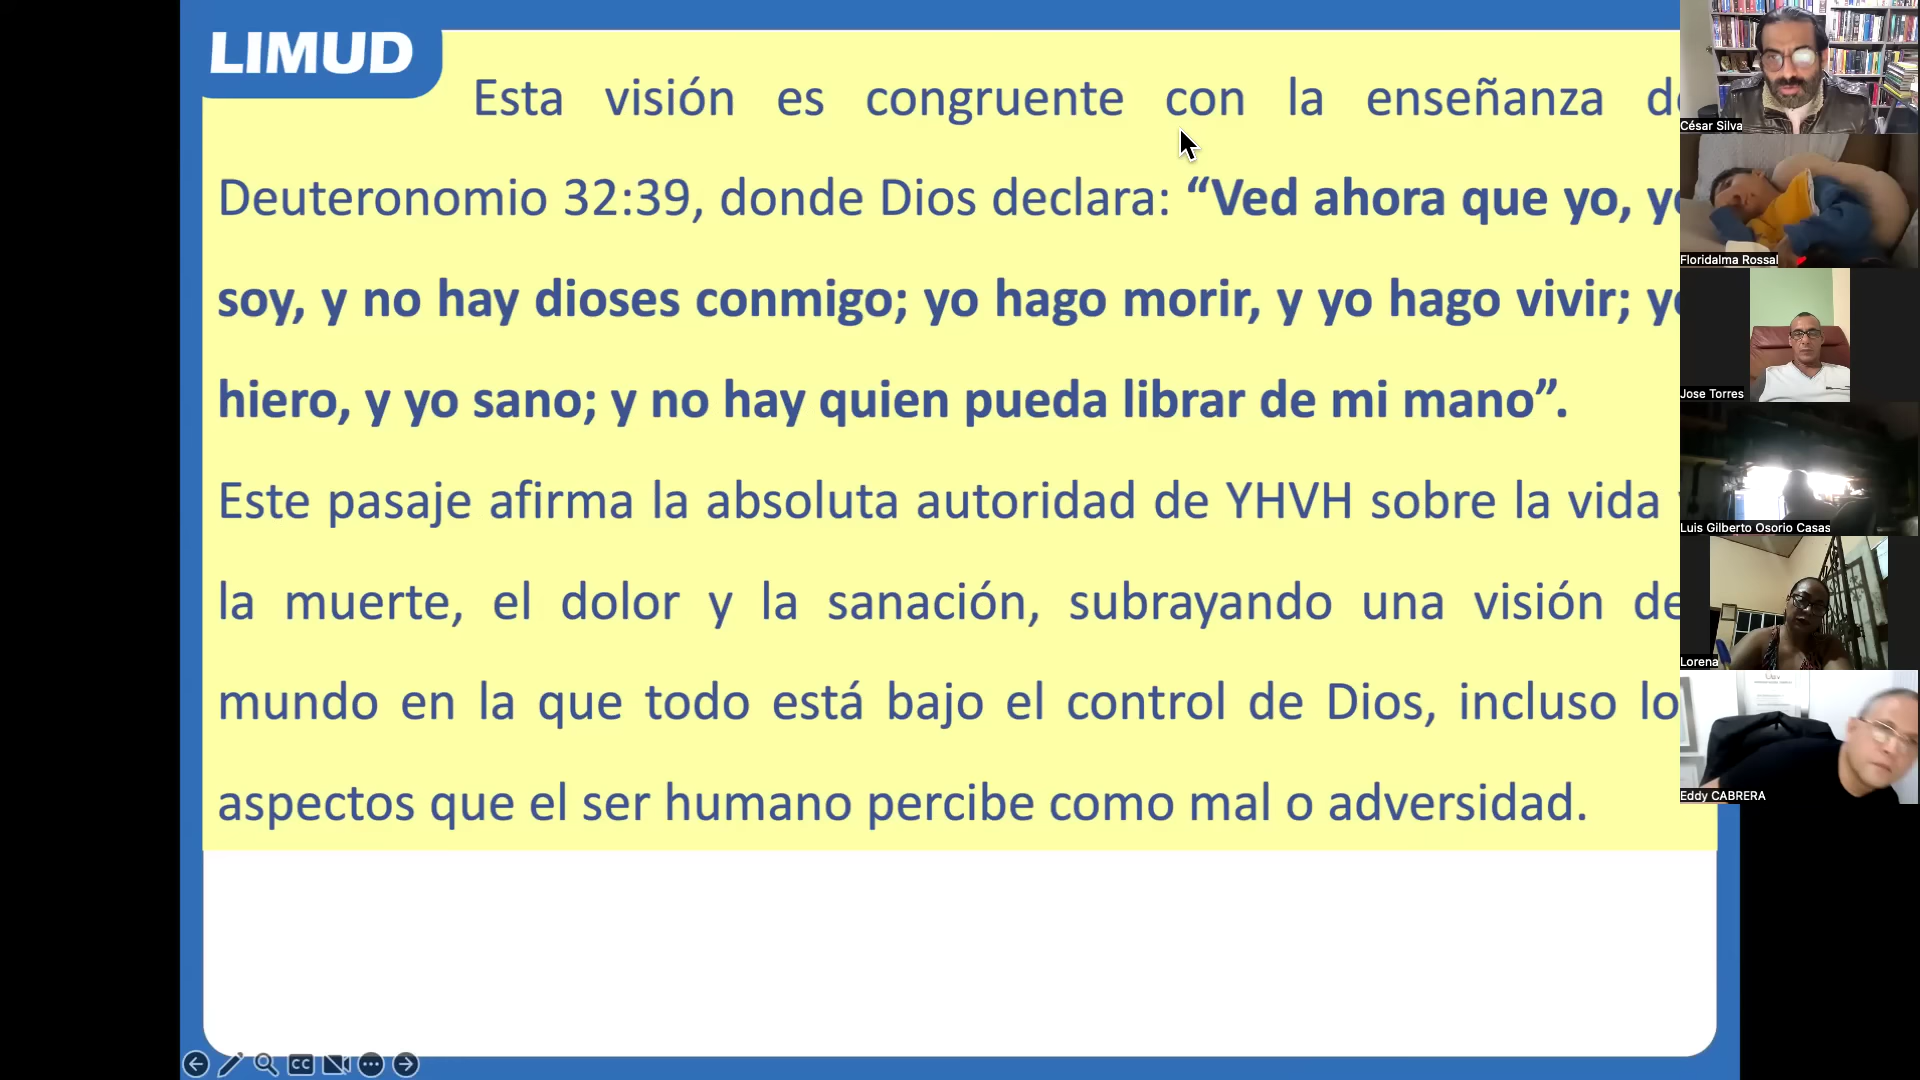 LIMUD
Esta visión es congruente con la enseñanza
Deuteronomio 32:39, donde Dios declara: “Ved ahora que yo,
soy, y no hay dioses conmigo; yo hago morir, y yo hago vivir;
hiero, y yo sano; y no hay quien pueda librar de mi mano”.
Este pasaje afirma la absoluta autoridad de YHVH sobre la vida
la muerte, el dolor y la sanación, subrayando una visión
mundo en la que todo está bajo el control de Dios, incluso
aspectos que el ser humano percibe como mal o adversidad.
César Silva
Floridalma Rossal
Jose Torres
Luis Gilberto Osorio Casas
Lorena
Eddy CABRERA
CC